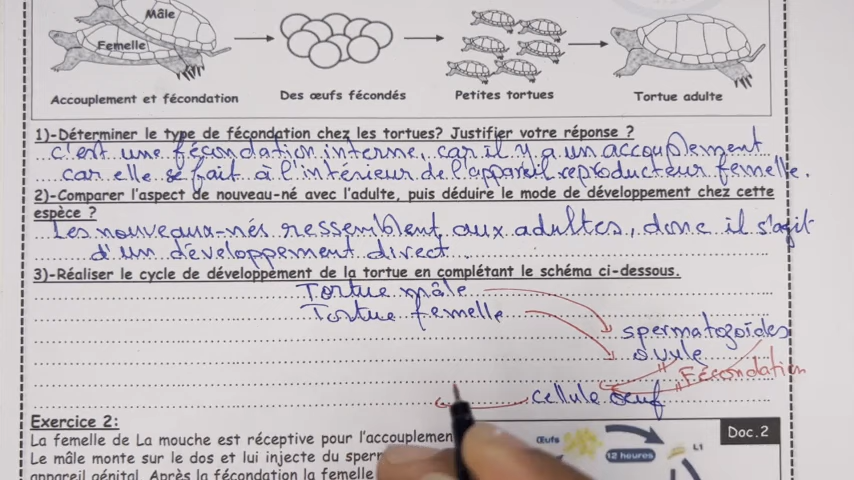 Mâle
Femelle
Accouplement et fécondation
Des œufs fécondés
Petites tortues
Tortue adulte
1)-Déterminer le type de fécondation chez les tortues? Justifier votre réponse ?
c'est une fécondation interne, car il y a un accouplement
car elle se fait à l'intérieur de l'appareil reproducteur femelle.
2)-Comparer l'aspect de nouveau-né avec l'adulte, puis déduire le mode de développement chez cette
espèce ?
Les nouveaux-nés ressemblent aux adultes, donc il s'agit
d'un développement direct
3)-Réaliser le cycle de développement de la tortue en complétant le schéma ci-dessous.
Tortue mâle
Tortue femelle
spermatozoïdes
ovule
Fécondation
cellule œuf
Exercice 2:
La femelle de La mouche est réceptive pour l'accouplemen
Le mâle monte sur le dos et lui injecte du sper
appareil génital. Après la fécondation la femelle
Doc.2
Œufs
12 heures
L1